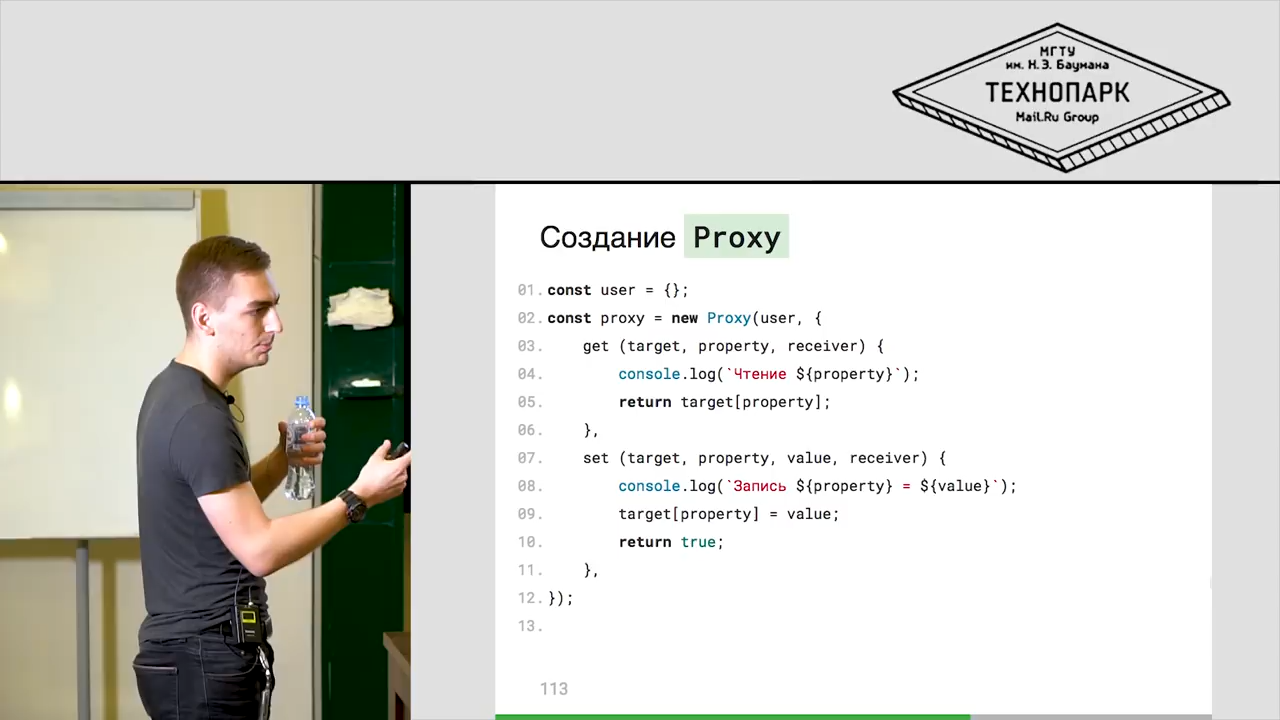 МГТУ
им. Н.Э. Баумана
ТЕХНОПАРК
Mail.Ru Group
Создание Proxy
01. const user = {};
02. const proxy = new Proxy(user, {
03. get (target, property, receiver) {
04. console.log(`Чтение ${property}`);
05. return target[property];
06. },
07. set (target, property, value, receiver) {
08. console.log(`Запись ${property} = ${value}`);
09. target[property] = value;
10. return true;
11. },
12. });
13.
113